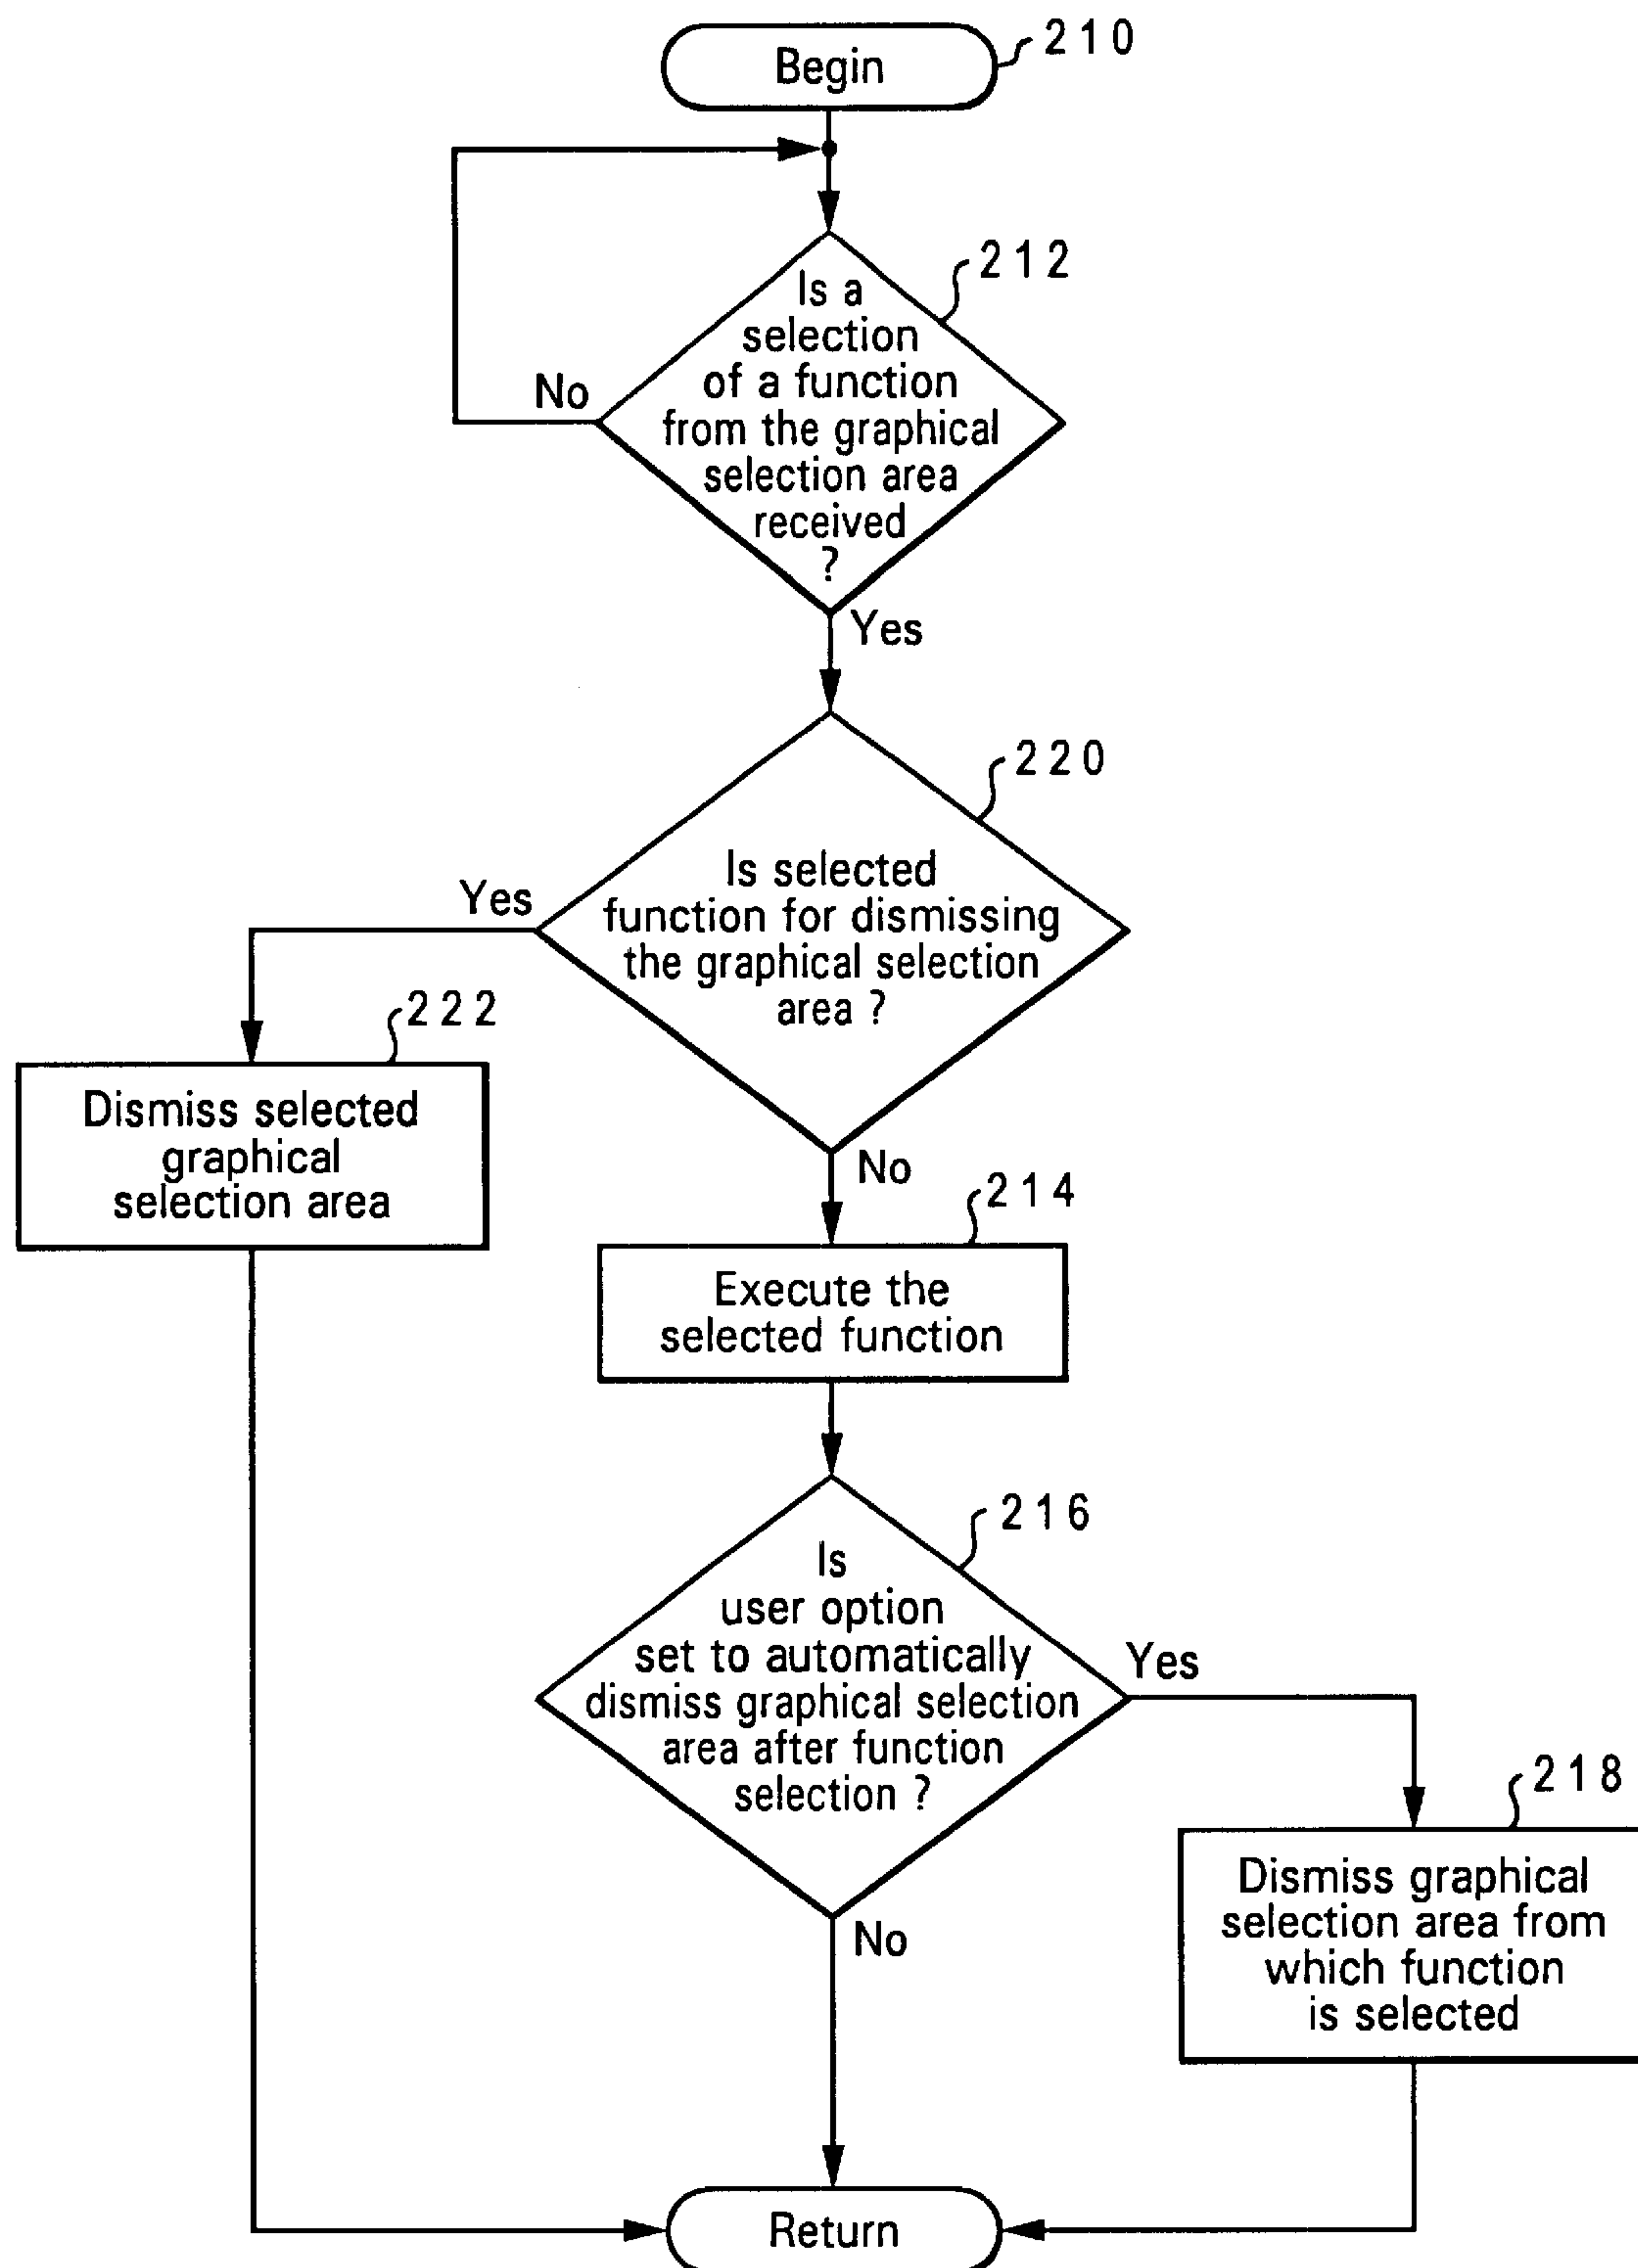 Begin
210
212
Is a
selection
of a function
from the graphical
selection area
received
?
No
Yes
220
Is selected
function for dismissing
the graphical selection
area ?
Yes
No
222
Dismiss selected
graphical
selection area
214
Execute the
selected function
216
Is
user option
set to automatically
dismiss graphical selection
area after function
selection ?
Yes
No
218
Dismiss graphical
selection area from
which function
is selected
Return